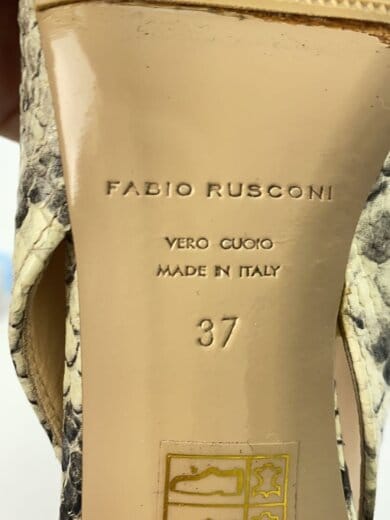 FABIO RUSCONI
VERO CUOIO
MADE IN ITALY
37